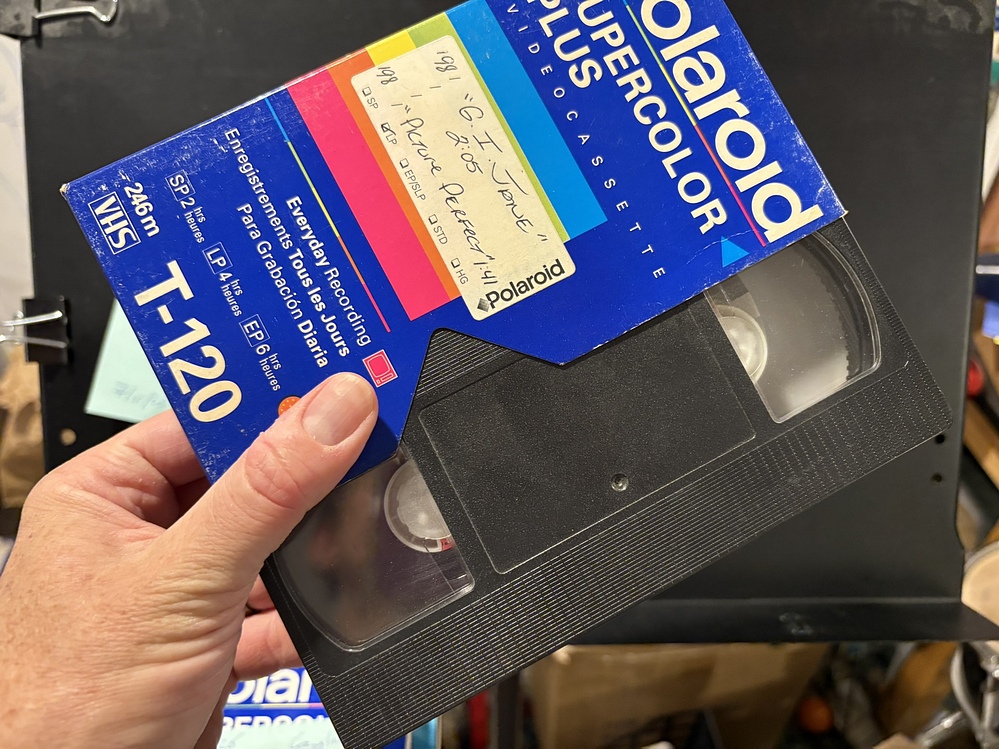 Polaroid
SUPERCOLOR
PLUS
VIDEOCASSETTE
1981, "G.I. Jane"
2:05
198 , "Picture Perfect 1:41
SP LP EP/SLP STD HG
Polaroid
Everyday Recording
Enregistrements Tous les Jours
Para Grabación Diaria
SP 2 hrs heures LP 4 hrs heures EP 6 hrs heures
246 m
VHS
T-120